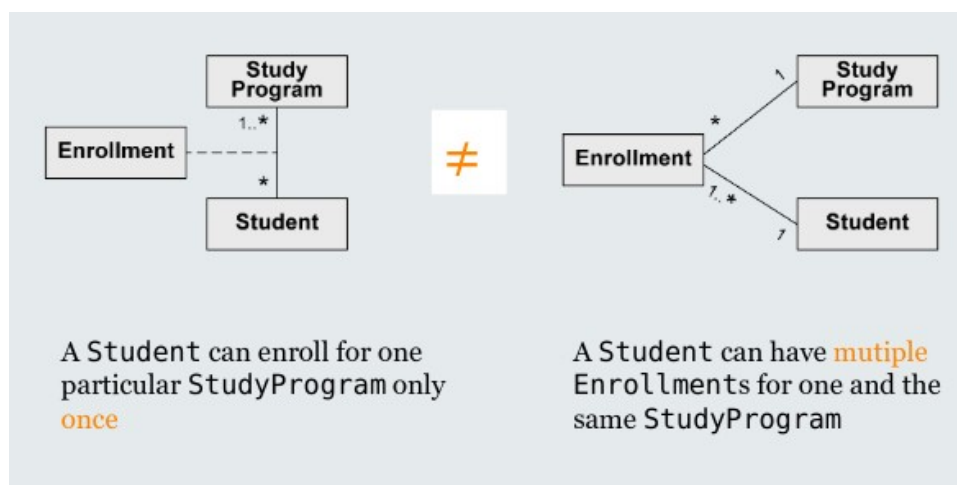 Study
Program
1..*
Enrollment
*
Student
≠
Study
Program
1
*
Enrollment
1..*
1
Student
A Student can enroll for one
particular StudyProgram only
once
A Student can have mutiple
Enrollments for one and the
same StudyProgram